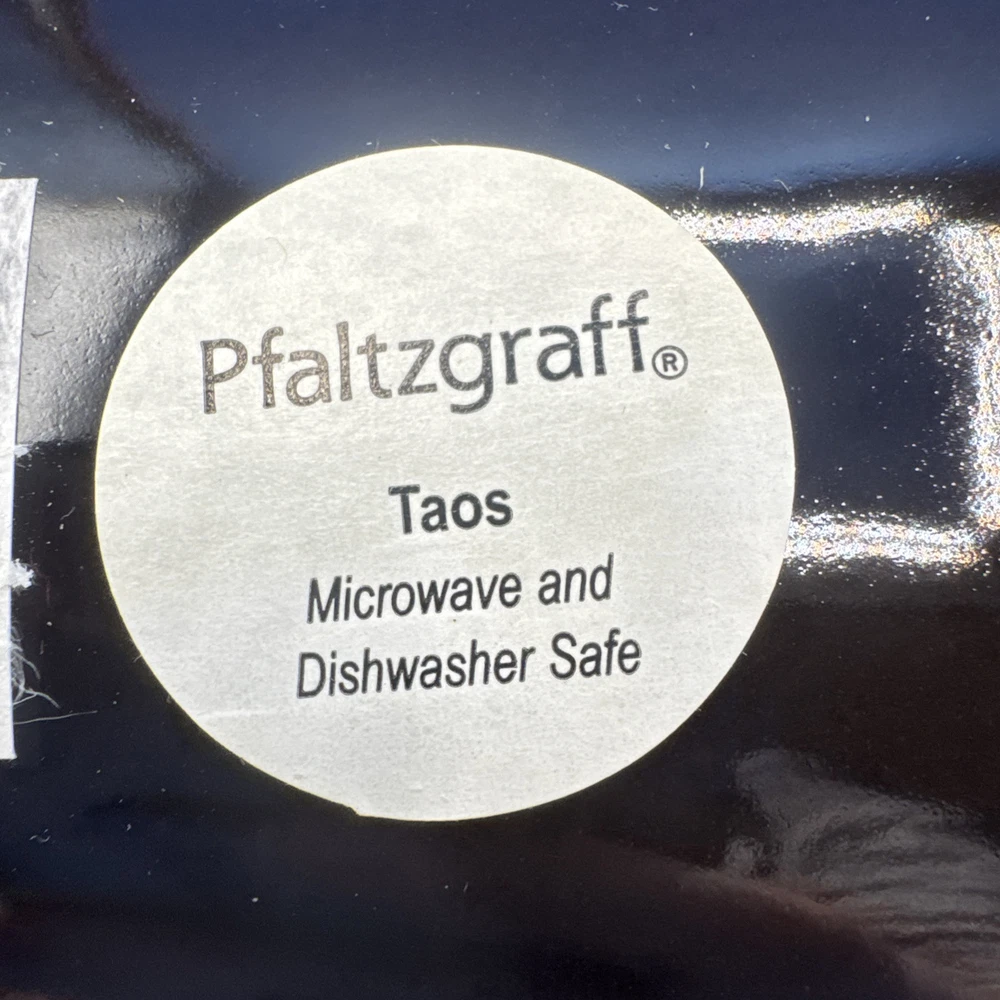 Pfaltzgraff®
Taos
Microwave and
Dishwasher Safe